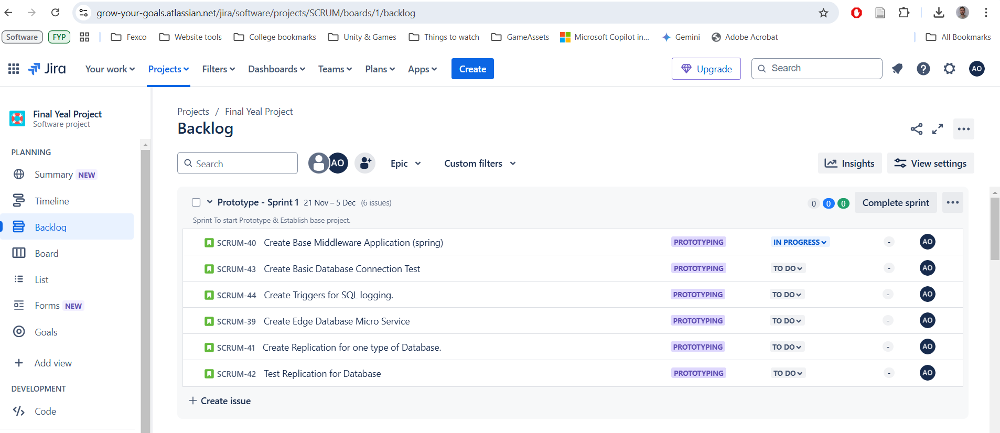 grow-your-goals.atlassian.net/jira/software/projects/SCRUM/boards/1/backlog
Software FYP Fexco Website tools College bookmarks Unity & Games Things to watch GameAssets Microsoft Copilot in... Gemini Adobe Acrobat All Bookmarks
Jira Your work Projects Filters Dashboards Teams Plans Apps Create Upgrade Search AO
Final Yeal Project
Software project
PLANNING
Summary NEW
Timeline
Backlog
Board
List
Forms NEW
Goals
Add view
DEVELOPMENT
Code
Projects / Final Yeal Project
Backlog
Search AO Epic Custom filters Insights View settings
Prototype - Sprint 1 21 Nov – 5 Dec (6 issues) 0 0 0 Complete sprint
Sprint To start Prototype & Establish base project.
SCRUM-40 Create Base Middleware Application (spring) PROTOTYPING IN PROGRESS - AO
SCRUM-43 Create Basic Database Connection Test PROTOTYPING TO DO - AO
SCRUM-44 Create Triggers for SQL logging. PROTOTYPING TO DO - AO
SCRUM-39 Create Edge Database Micro Service PROTOTYPING TO DO - AO
SCRUM-41 Create Replication for one type of Database. PROTOTYPING TO DO - AO
SCRUM-42 Test Replication for Database PROTOTYPING TO DO - AO
+ Create issue